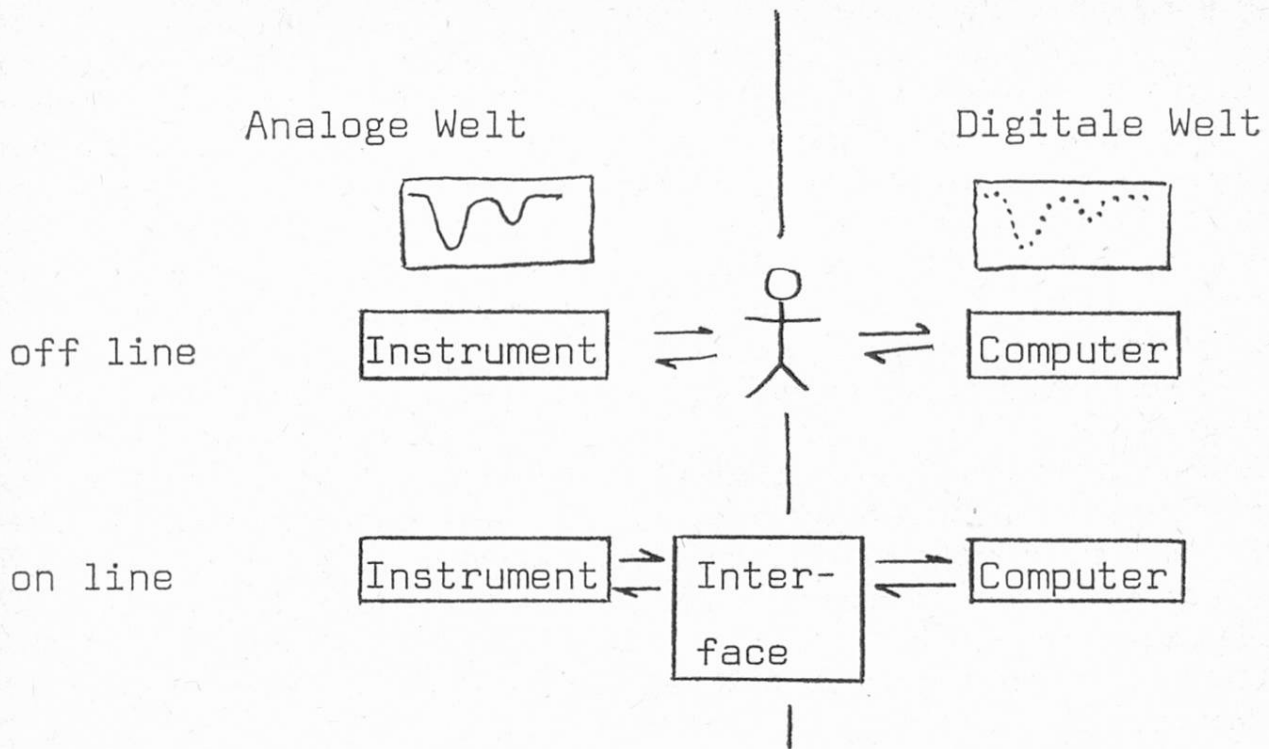 Analoge Welt
Digitale Welt
off line
Instrument
Computer
on line
Instrument
Inter-
face
Computer